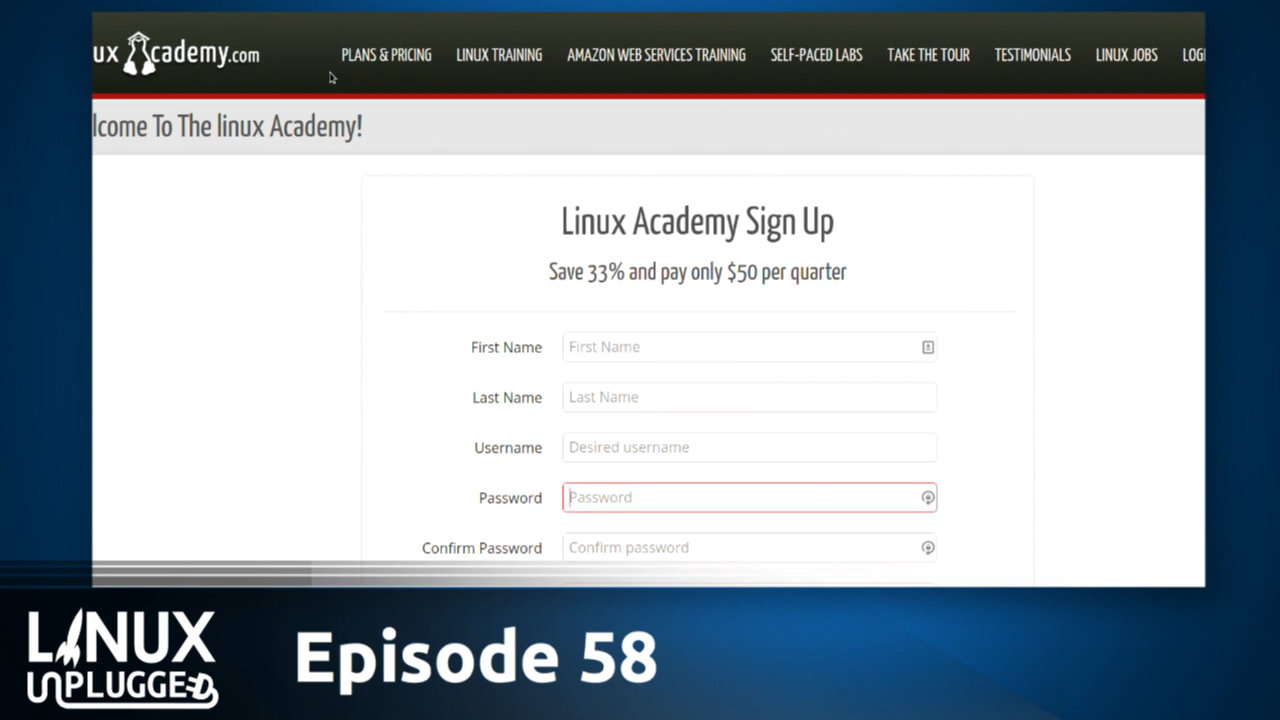 ux Academy.com
PLANS & PRICING LINUX TRAINING AMAZON WEB SERVICES TRAINING SELF-PACED LABS TAKE THE TOUR TESTIMONIALS LINUX JOBS LOGI
lcome To The linux Academy!
Linux Academy Sign Up
Save 33% and pay only $50 per quarter
First Name First Name
Last Name Last Name
Username Desired username
Password Password
Confirm Password Confirm password
LINUX
UNPLUGGED
Episode 58